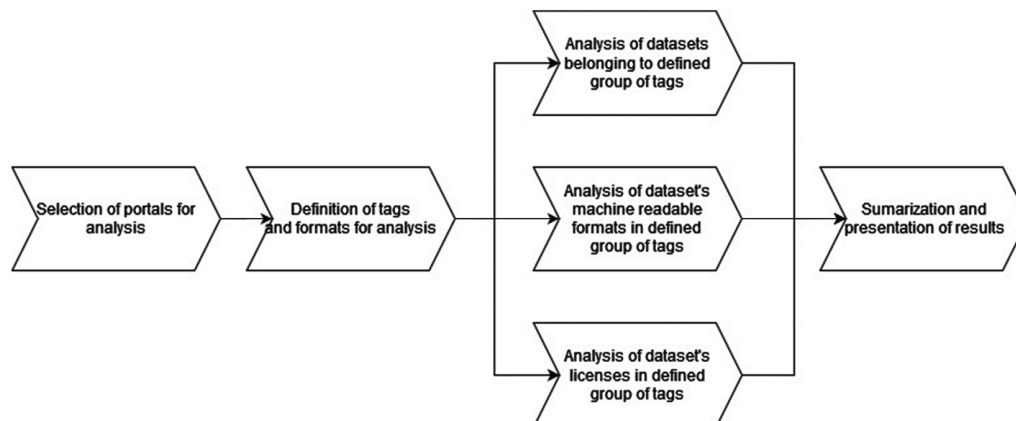 Selection of portals for
analysis
Definition of tags
and formats for analysis
Analysis of datasets
belonging to defined
group of tags
Analysis of dataset's
machine readable
formats in defined
group of tags
Analysis of dataset's
licenses in defined
group of tags
Sumarization and
presentation of results